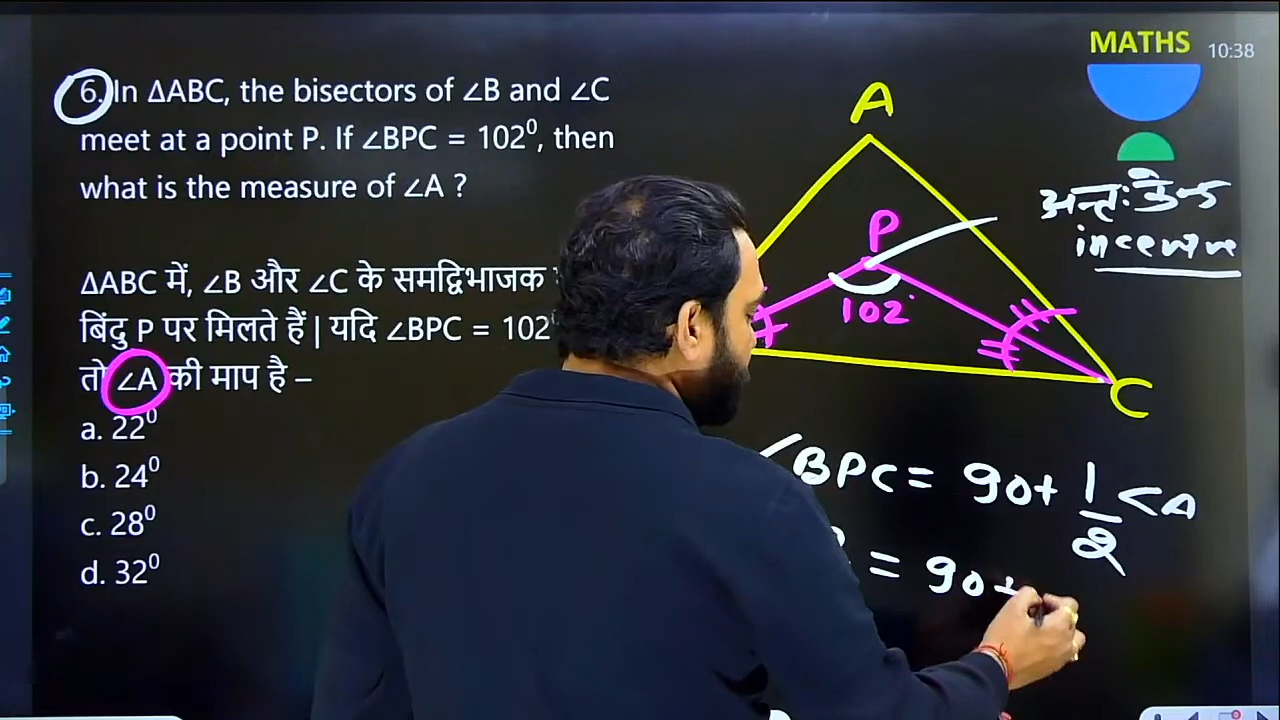 MATHS 10:38
6. In ΔABC, the bisectors of ∠B and ∠C
meet at a point P. If ∠BPC = 102⁰, then
what is the measure of ∠A ?
ΔABC में, ∠B और ∠C के समद्विभाजक
बिंदु P पर मिलते हैं | यदि ∠BPC = 102
तो ∠A की माप है –
a. 22⁰
b. 24⁰
c. 28⁰
d. 32⁰
A
P
102°
C
अन्तः केन्द्र
∠BPC = 90+ 1/2 <A
= 90+